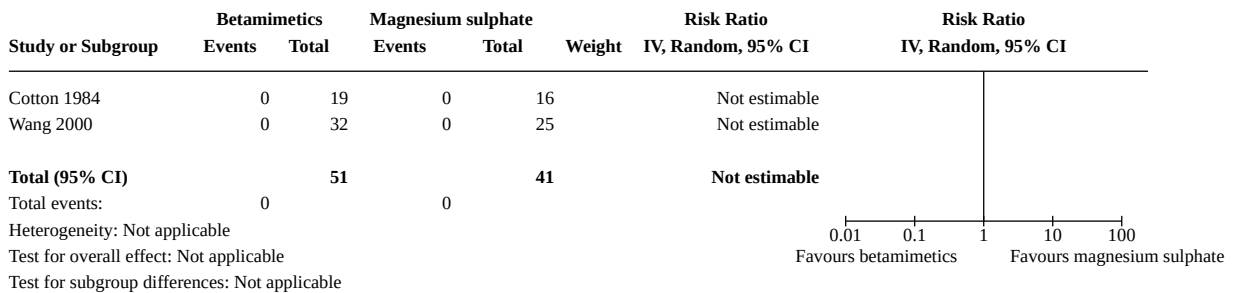 Betamimetics Magnesium sulphate Risk Ratio Risk Ratio
Study or Subgroup Events Total Events Total Weight IV, Random, 95% CI IV, Random, 95% CI
Cotton 1984 0 19 0 16 Not estimable
Wang 2000 0 32 0 25 Not estimable
Total (95% CI) 51 41 Not estimable
Total events: 0 0
Heterogeneity: Not applicable
0.01 0.1 1 10 100
Test for overall effect: Not applicable Favours betamimetics Favours magnesium sulphate
Test for subgroup differences: Not applicable